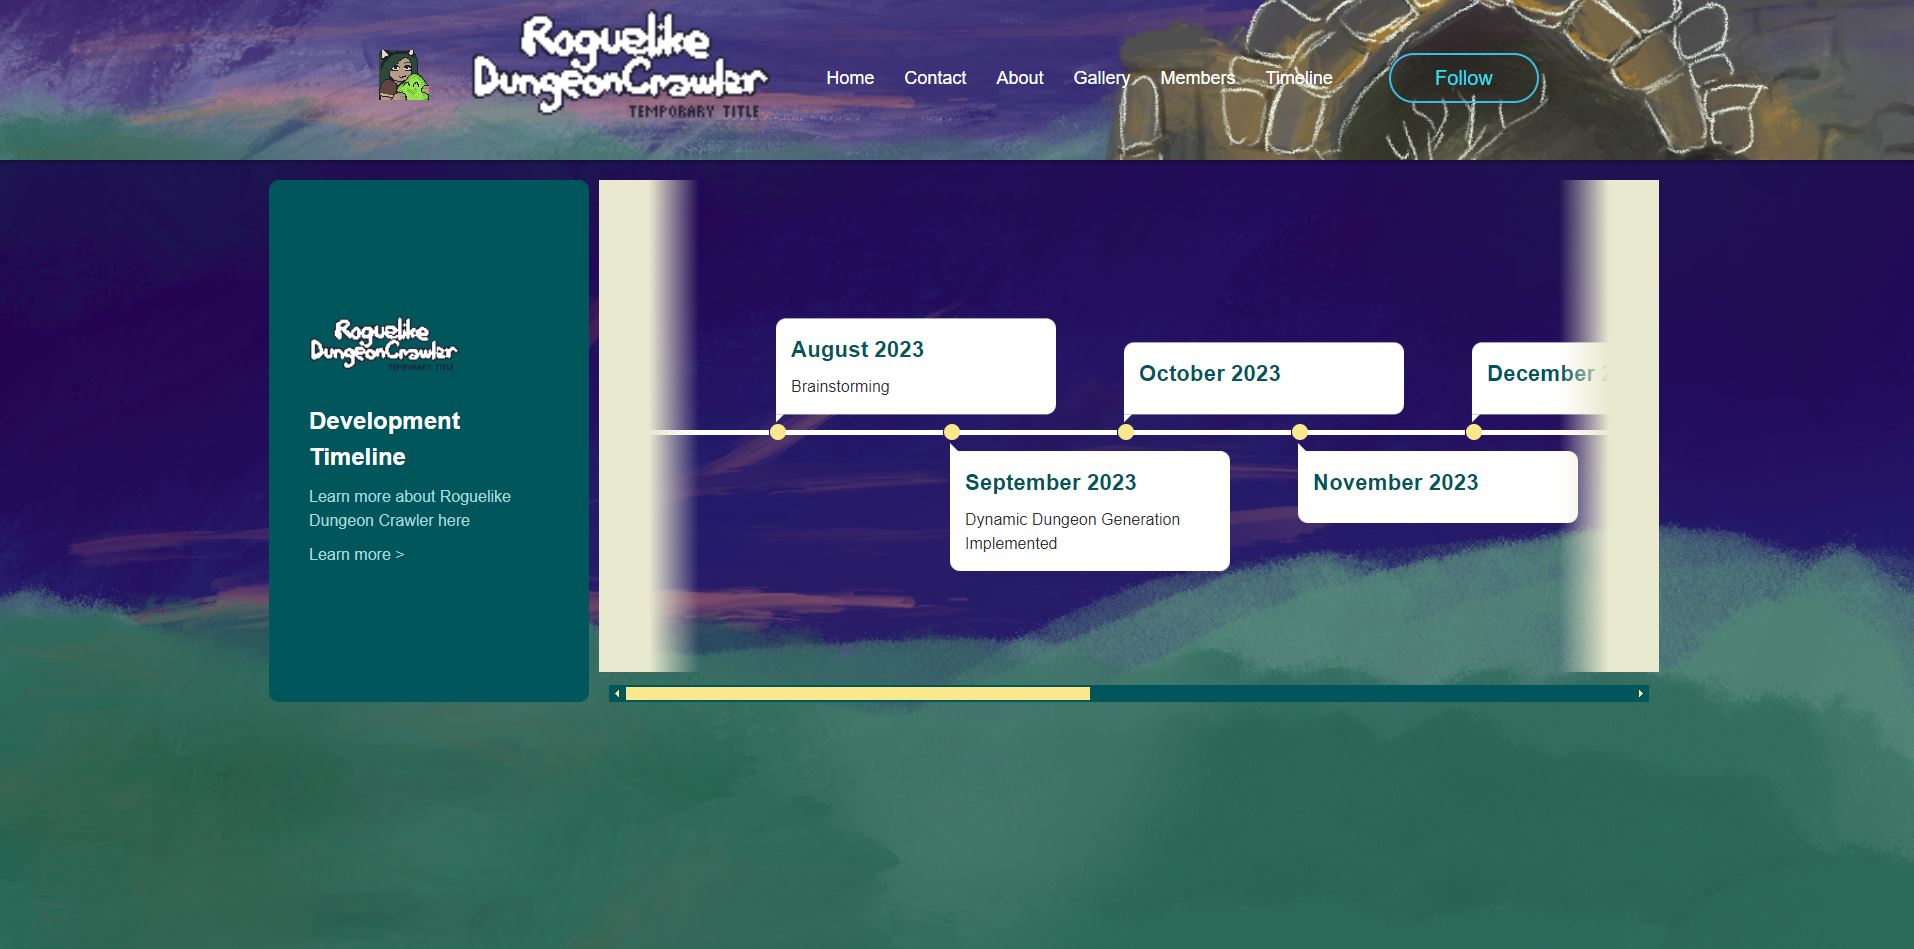 Roguelike
DungeonCrawler
TEMPORARY TITLE
Home Contact About Gallery Members Timeline Follow
Roguelike
DungeonCrawler
TEMPORARY TITLE
Development
Timeline
Learn more about Roguelike
Dungeon Crawler here
Learn more >
August 2023
Brainstorming
September 2023
Dynamic Dungeon Generation
Implemented
October 2023
November 2023
December